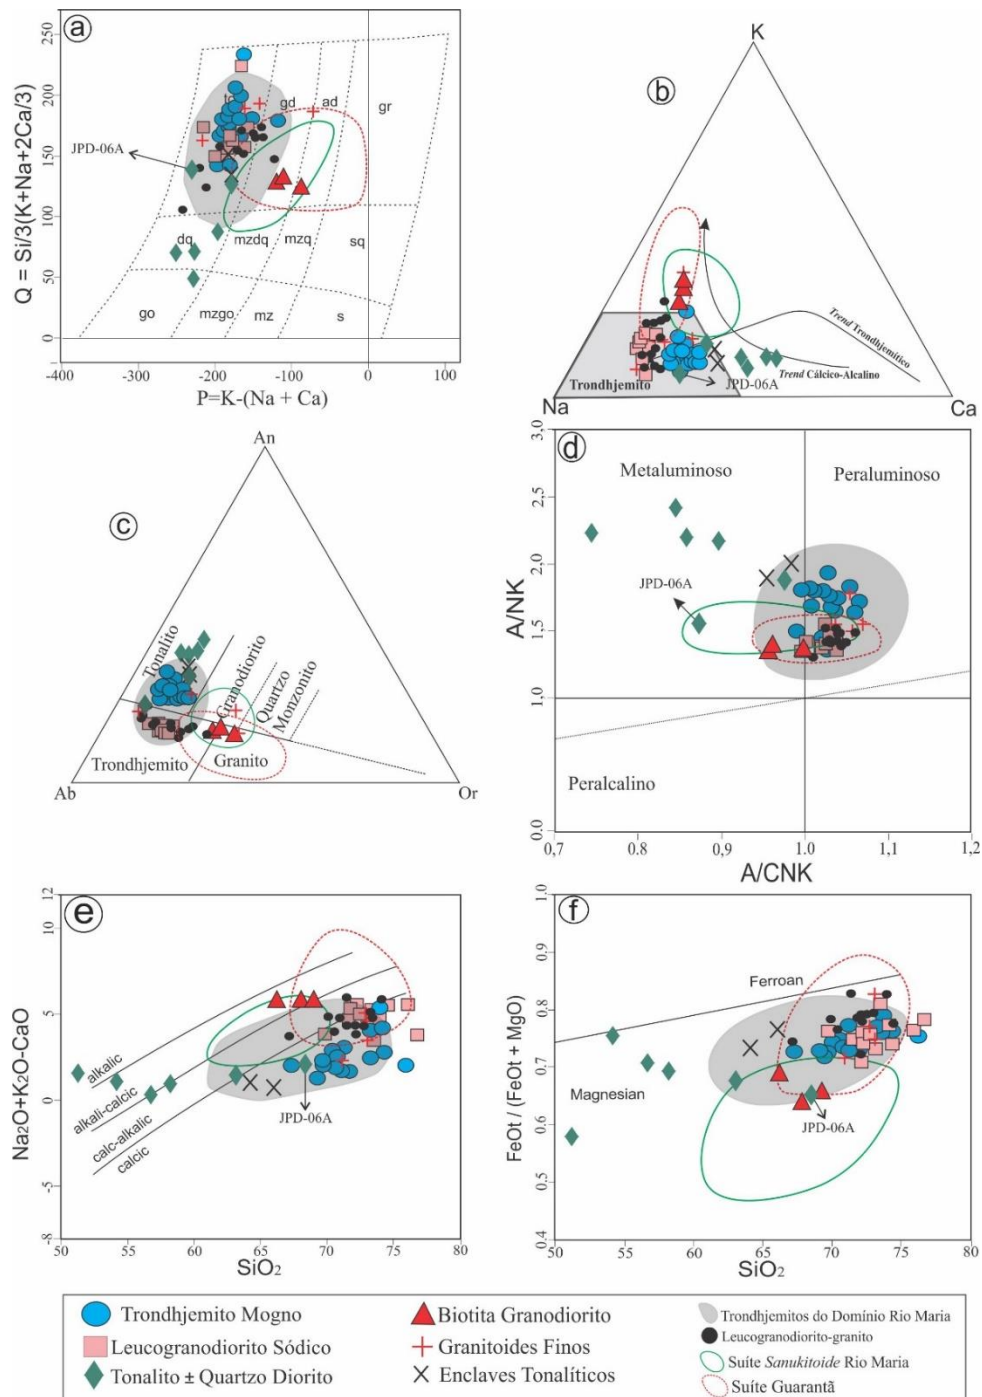 a
Q = Si/3(K+Na+2Ca/3)
250
200
150
100
50
0
-400
-300
-200
-100
0
100
P=K-(Na + Ca)
gd
ad
gr
JPD-06A
dq
mzdq
mzq
sq
go
mzgo
mz
s
b
K
Na
Ca
Trondhjemito
Trend Trondhjemítico
Trend Cálcico-Alcalino
JPD-06A
c
An
Ab
Or
Tonalito
Granodiorito
Quartzo
Monzonito
Trondhjemito
Granito
d
A/NK
3,0
2,5
2,0
1,5
1,0
0,0
0,7
0,8
0,9
1.0
1,1
1,2
A/CNK
Metaluminoso
Peraluminoso
JPD-06A
Peralcalino
e
Na2O+K2O-CaO
12
10
5
0
-5
-8
50
55
60
65
70
75
80
SiO2
alkalic
alkali-calcic
calc-alkalic
calcic
JPD-06A
f
FeOt / (FeOt + MgO)
1.0
0.9
0.8
0.7
0.6
0.5
0.4
50
55
60
65
70
75
80
SiO2
Ferroan
Magnesian
JPD-06A
Trondhjemito Mogno
Leucogranodiorito Sódico
Tonalito ± Quartzo Diorito
Biotita Granodiorito
Granitoides Finos
Enclaves Tonalíticos
Trondhjemitos do Domínio Rio Maria
Leucogranodiorito-granito
Suíte Sanukitoide Rio Maria
Suíte Guarantã